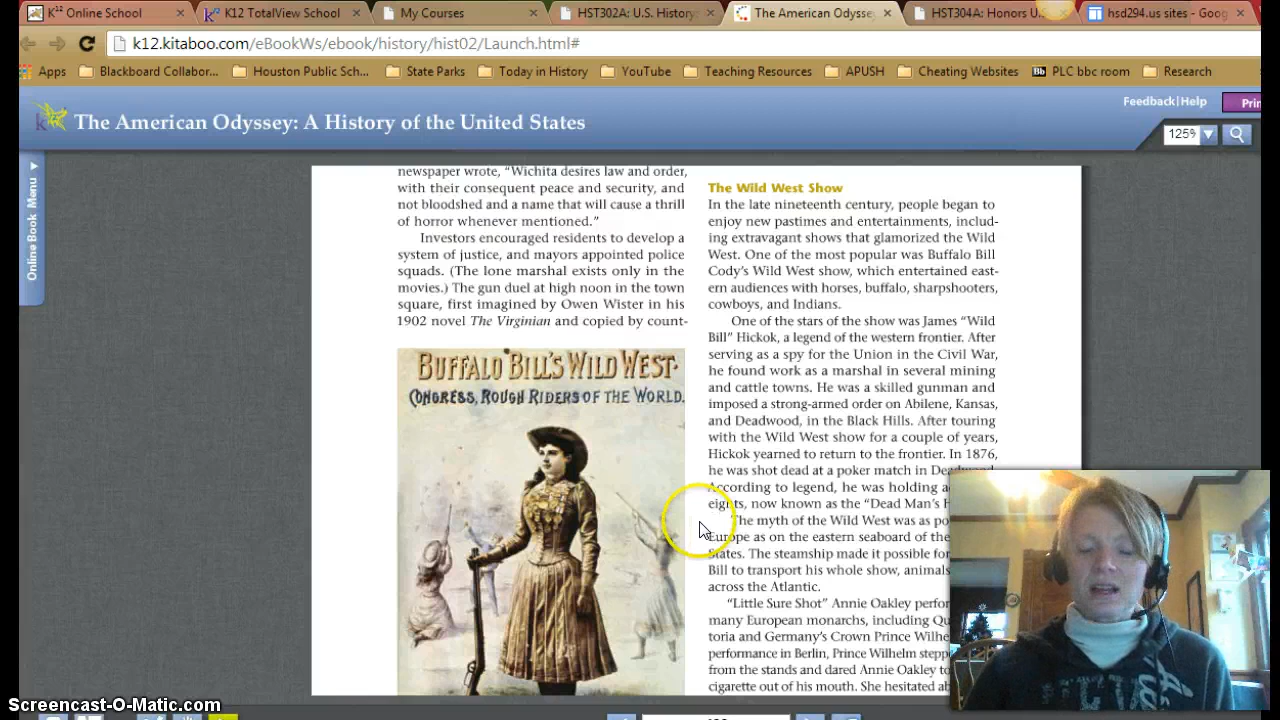 K¹² Online School
K12 TotalView School
My Courses
HST302A: U.S. History:
The American Odysse
HST304A: Honors U.S
hsd294.us sites - Goog
k12.kitaboo.com/eBookWs/ebook/history/hist02/Launch.html#
Apps
Blackboard Collabor...
Houston Public Sch...
State Parks
Today in History
YouTube
Teaching Resources
APUSH
Cheating Websites
Bb PLC bbc room
Research
Feedback|Help
Prin
The American Odyssey: A History of the United States
125%
Online Book Menu
newspaper wrote, “Wichita desires law and order,
with their consequent peace and security, and
not bloodshed and a name that will cause a thrill
of horror whenever mentioned.”
Investors encouraged residents to develop a
system of justice, and mayors appointed police
squads. (The lone marshal exists only in the
movies.) The gun duel at high noon in the town
square, first imagined by Owen Wister in his
1902 novel The Virginian and copied by count-
BUFFALO BILL'S WILD WEST.
CONGRESS, ROUGH RIDERS OF THE WORLD.
The Wild West Show
In the late nineteenth century, people began to
enjoy new pastimes and entertainments, includ-
ing extravagant shows that glamorized the Wild
West. One of the most popular was Buffalo Bill
Cody’s Wild West show, which entertained east-
ern audiences with horses, buffalo, sharpshooters,
cowboys, and Indians.
One of the stars of the show was James “Wild
Bill” Hickok, a legend of the western frontier. After
serving as a spy for the Union in the Civil War,
he found work as a marshal in several mining
and cattle towns. He was a skilled gunman and
imposed a strong-armed order on Abilene, Kansas,
and Deadwood, in the Black Hills. After touring
with the Wild West show for a couple of years,
Hickok yearned to return to the frontier. In 1876,
he was shot dead at a poker match in Deadwood.
According to legend, he was holding a
eights, now known as the “Dead Man’s H
The myth of the Wild West was as po
Europe as on the eastern seaboard of the
States. The steamship made it possible for
Bill to transport his whole show, animals
across the Atlantic.
“Little Sure Shot” Annie Oakley perfor
many European monarchs, including Qu
toria and Germany’s Crown Prince Wilhe
performance in Berlin, Prince Wilhelm stepp
from the stands and dared Annie Oakley to
cigarette out of his mouth. She hesitated ab
Screencast-O-Matic.com